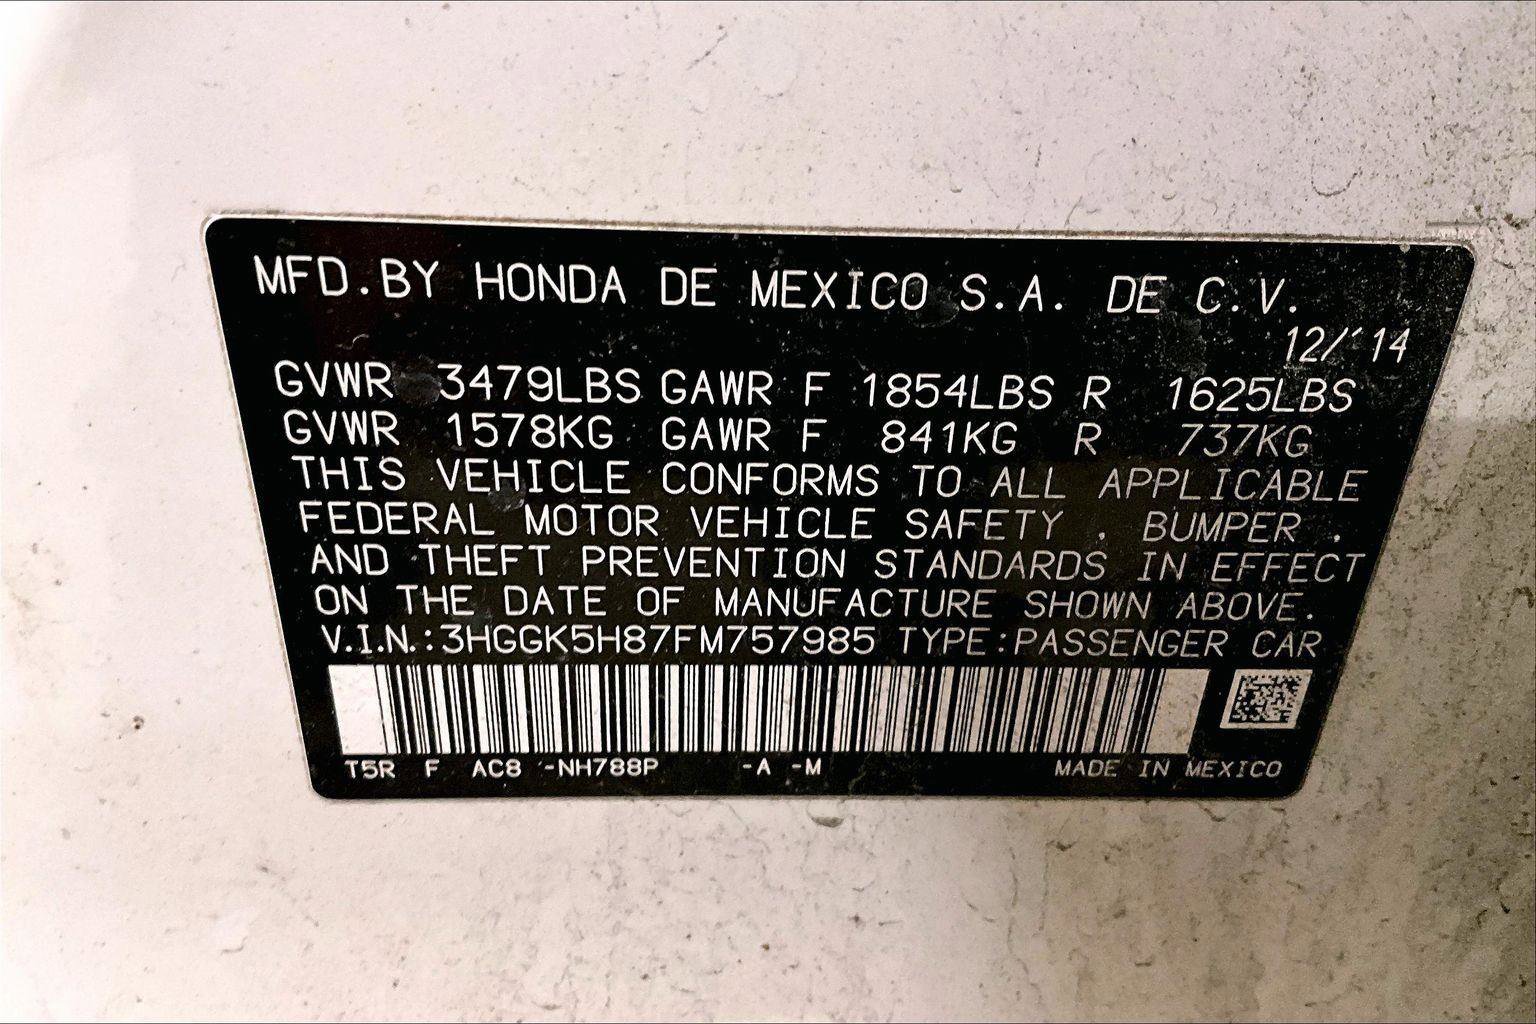 MFD.BY HONDA DE MEXICO S.A. DE C.V.
12/'14
GVWR 3479LBS GAWR F 1854LBS R 1625LBS
GVWR 1578KG GAWR F 841KG R 737KG
THIS VEHICLE CONFORMS TO ALL APPLICABLE
FEDERAL MOTOR VEHICLE SAFETY , BUMPER ,
AND THEFT PREVENTION STANDARDS IN EFFECT
ON THE DATE OF MANUFACTURE SHOWN ABOVE.
V.I.N.:3HGGK5H87FM757985 TYPE:PASSENGER CAR
T5R F AC8 -NH788P -A -M MADE IN MEXICO